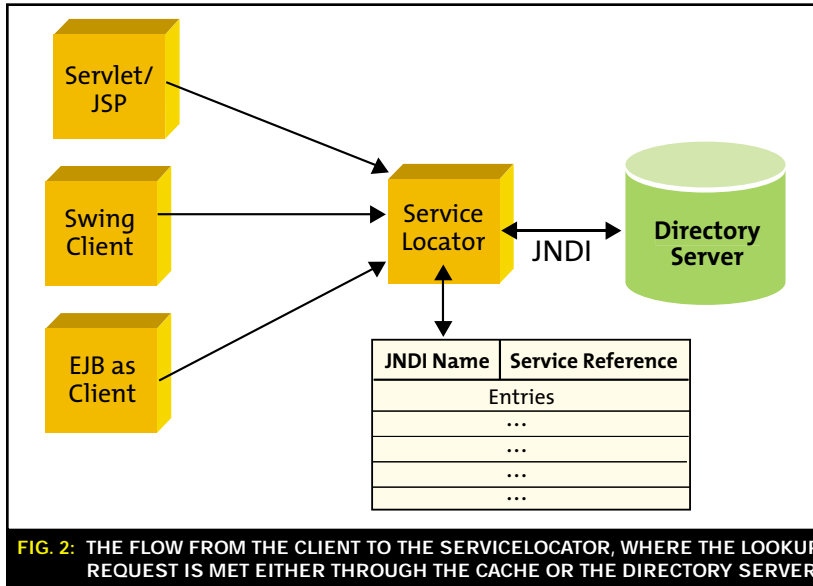 Servlet/
JSP
Swing
Client
EJB as
Client
Service
Locator
JNDI
Directory
Server
JNDI Name Service Reference
Entries
...
...
...
...
FIG. 2: THE FLOW FROM THE CLIENT TO THE SERVICELOCATOR, WHERE THE LOOKUP
REQUEST IS MET EITHER THROUGH THE CACHE OR THE DIRECTORY SERVER